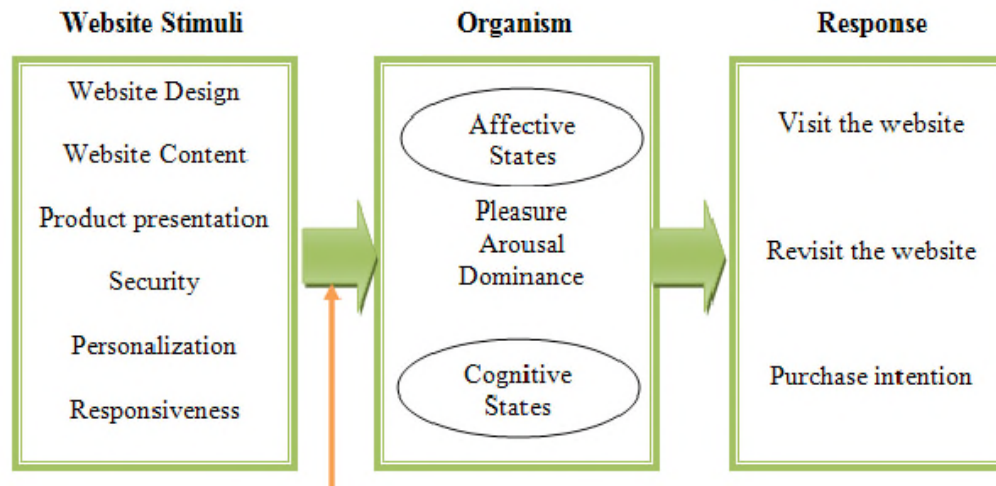 Website Stimuli
Website Design
Website Content
Product presentation
Security
Personalization
Responsiveness
Organism
Affective
States
Pleasure
Arousal
Dominance
Cognitive
States
Response
Visit the website
Revisit the website
Purchase intention